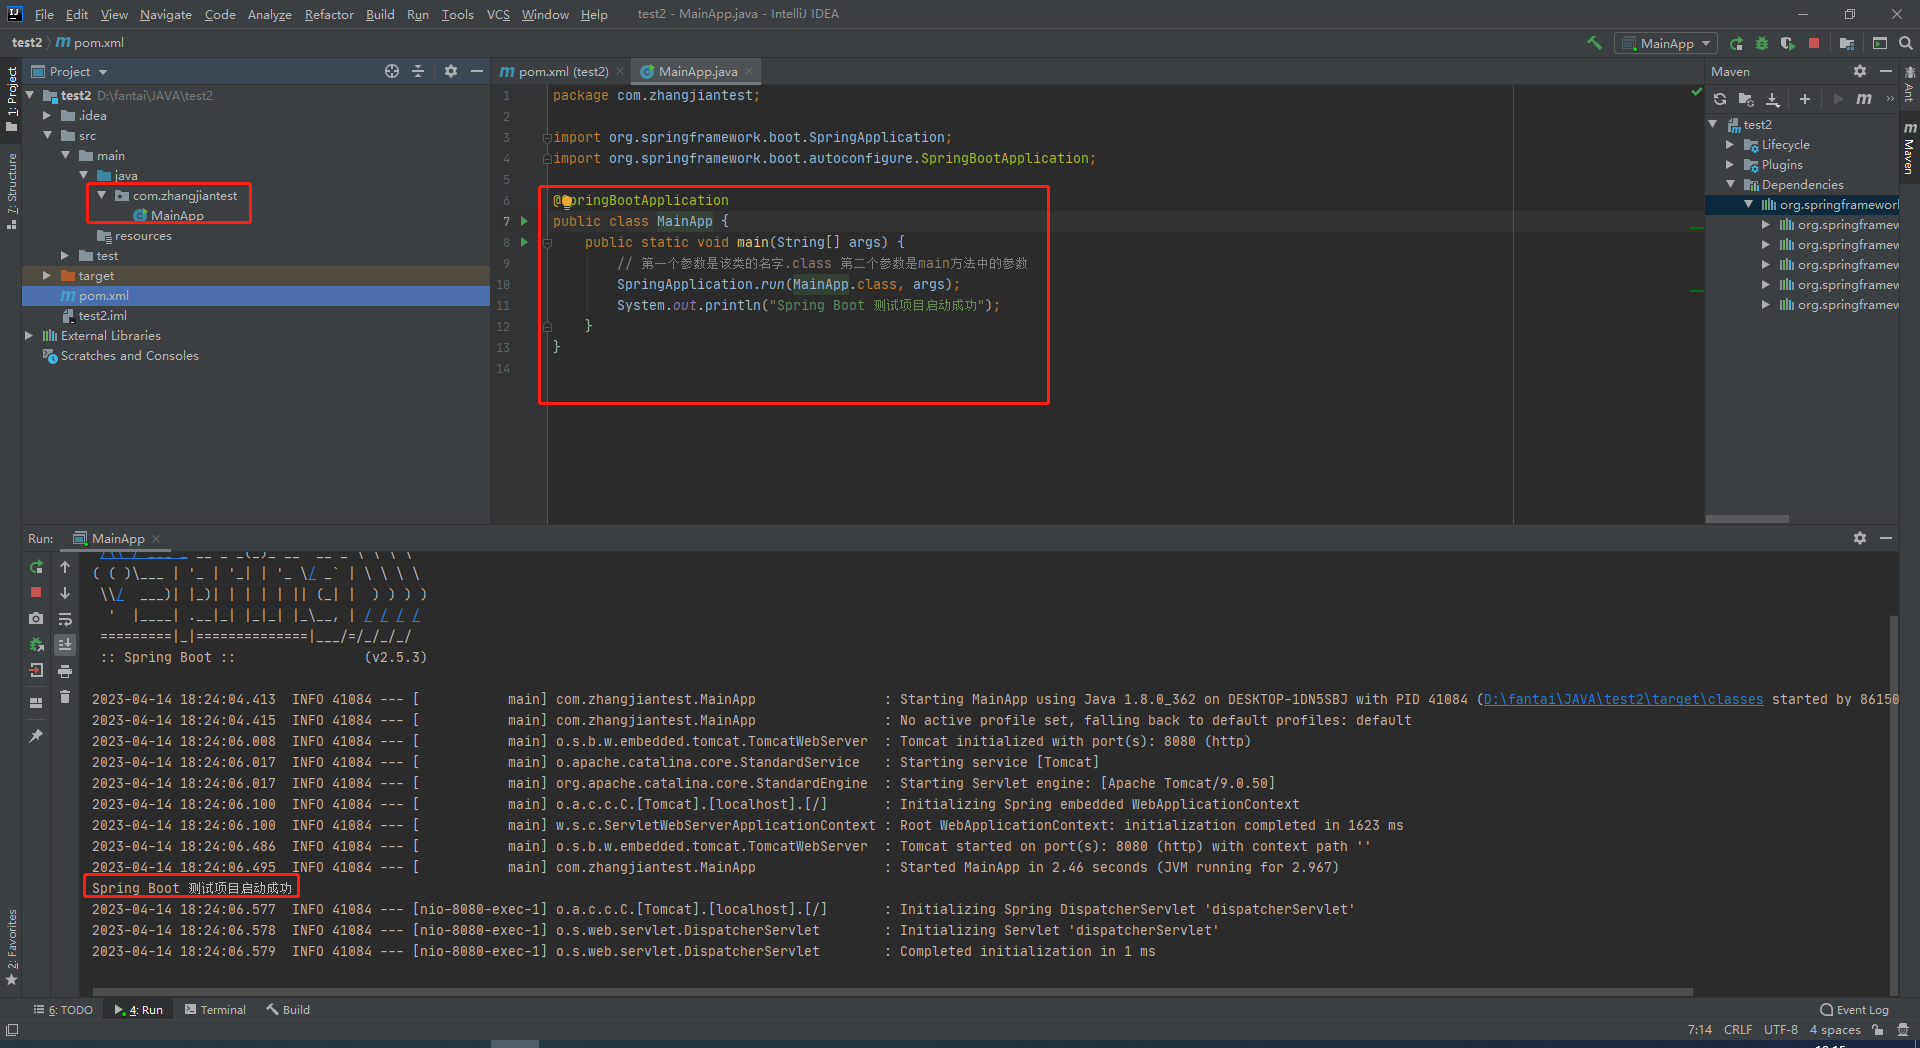 File Edit View Navigate Code Analyze Refactor Build Run Tools VCS Window Help test2 - MainApp.java - IntelliJ IDEA
test2 pom.xml MainApp
Project pom.xml (test2) MainApp.java Maven
1: Project
7: Structure
2: Favorites
Ant
Maven
test2 D:\fantai\JAVA\test2
.idea
src
main
java
com.zhangjiantest
MainApp
resources
test
target
pom.xml
test2.iml
External Libraries
Scratches and Consoles
1 package com.zhangjiantest;
2
3 import org.springframework.boot.SpringApplication;
4 import org.springframework.boot.autoconfigure.SpringBootApplication;
5
6 @SpringBootApplication
7 public class MainApp {
8 public static void main(String[] args) {
9 // 第一个参数是该类的名字.class 第二个参数是main方法中的参数
10 SpringApplication.run(MainApp.class, args);
11 System.out.println("Spring Boot 测试项目启动成功");
12 }
13 }
14
test2
Lifecycle
Plugins
Dependencies
org.springframework
org.springframew
org.springframew
org.springframew
org.springframew
org.springframew
Run: MainApp
( ( )\___ | '_ | '_| | '_ \/ _` | \ \ \ \
\\/ ___)| |_)| | | | | || (_| | ) ) ) )
' |____| .__|_| |_|_| |_\__, | / / / /
=========|_|==============|___/=/_/_/_/
:: Spring Boot :: (v2.5.3)
2023-04-14 18:24:04.413 INFO 41084 --- [ main] com.zhangjiantest.MainApp : Starting MainApp using Java 1.8.0_362 on DESKTOP-1DN5SBJ with PID 41084 (D:\fantai\JAVA\test2\target\classes started by 86150
2023-04-14 18:24:04.415 INFO 41084 --- [ main] com.zhangjiantest.MainApp : No active profile set, falling back to default profiles: default
2023-04-14 18:24:06.008 INFO 41084 --- [ main] o.s.b.w.embedded.tomcat.TomcatWebServer : Tomcat initialized with port(s): 8080 (http)
2023-04-14 18:24:06.017 INFO 41084 --- [ main] o.apache.catalina.core.StandardService : Starting service [Tomcat]
2023-04-14 18:24:06.017 INFO 41084 --- [ main] org.apache.catalina.core.StandardEngine : Starting Servlet engine: [Apache Tomcat/9.0.50]
2023-04-14 18:24:06.100 INFO 41084 --- [ main] o.a.c.c.C.[Tomcat].[localhost].[/] : Initializing Spring embedded WebApplicationContext
2023-04-14 18:24:06.100 INFO 41084 --- [ main] w.s.c.ServletWebServerApplicationContext : Root WebApplicationContext: initialization completed in 1623 ms
2023-04-14 18:24:06.486 INFO 41084 --- [ main] o.s.b.w.embedded.tomcat.TomcatWebServer : Tomcat started on port(s): 8080 (http) with context path ''
2023-04-14 18:24:06.495 INFO 41084 --- [ main] com.zhangjiantest.MainApp : Started MainApp in 2.46 seconds (JVM running for 2.967)
Spring Boot 测试项目启动成功
2023-04-14 18:24:06.577 INFO 41084 --- [nio-8080-exec-1] o.a.c.c.C.[Tomcat].[localhost].[/] : Initializing Spring DispatcherServlet 'dispatcherServlet'
2023-04-14 18:24:06.578 INFO 41084 --- [nio-8080-exec-1] o.s.web.servlet.DispatcherServlet : Initializing Servlet 'dispatcherServlet'
2023-04-14 18:24:06.579 INFO 41084 --- [nio-8080-exec-1] o.s.web.servlet.DispatcherServlet : Completed initialization in 1 ms
6: TODO 4: Run Terminal Build Event Log
7:14 CRLF UTF-8 4 spaces